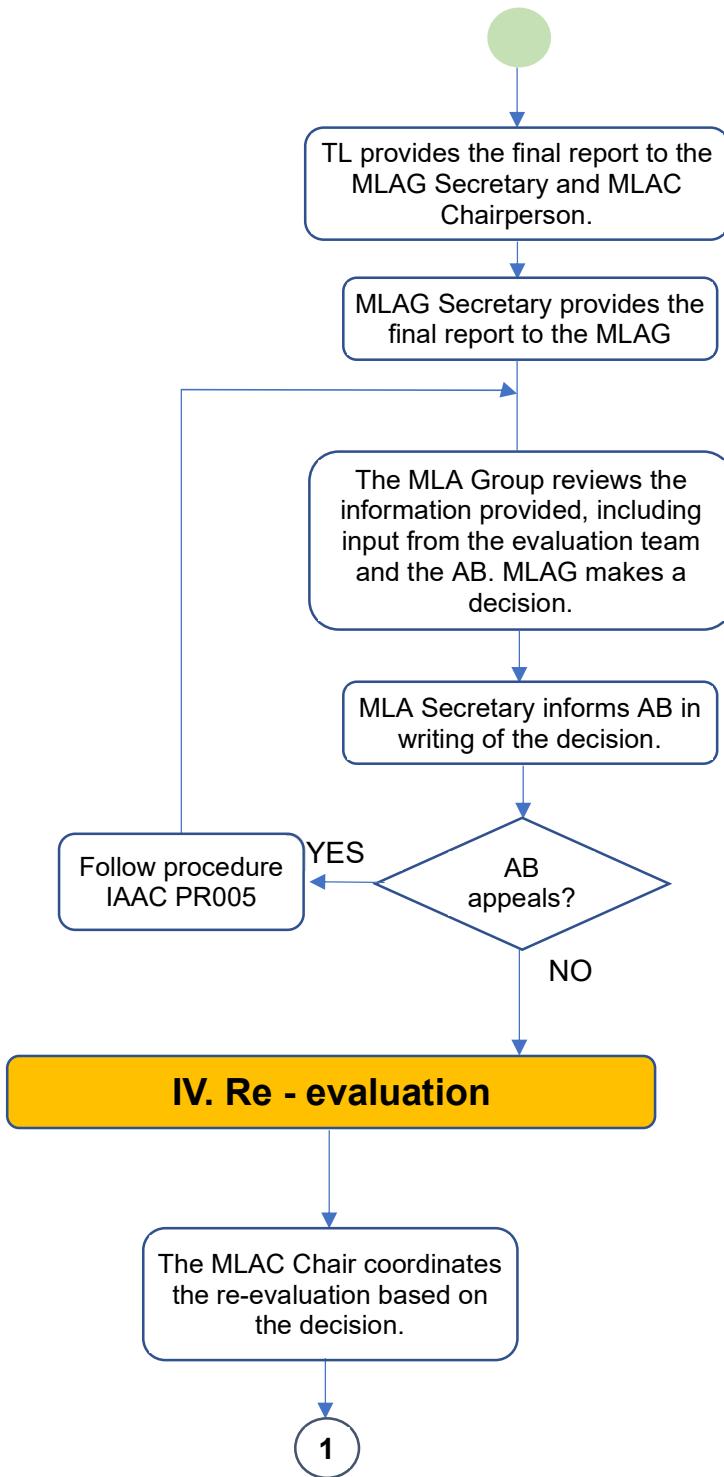 TL provides the final report to the
MLAG Secretary and MLAC
Chairperson.
MLAG Secretary provides the
final report to the MLAG
The MLA Group reviews the
information provided, including
input from the evaluation team
and the AB. MLAG makes a
decision.
MLA Secretary informs AB in
writing of the decision.
AB
appeals?
YES
Follow procedure
IAAC PR005
NO
IV. Re - evaluation
The MLAC Chair coordinates
the re-evaluation based on
the decision.
1